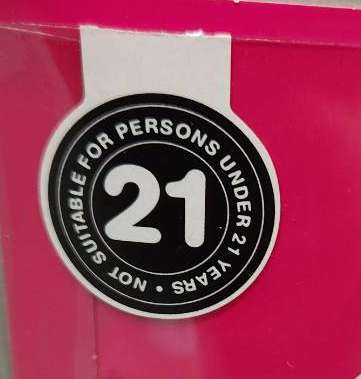 NOT SUITABLE FOR PERSONS UNDER 21 YEARS •
21